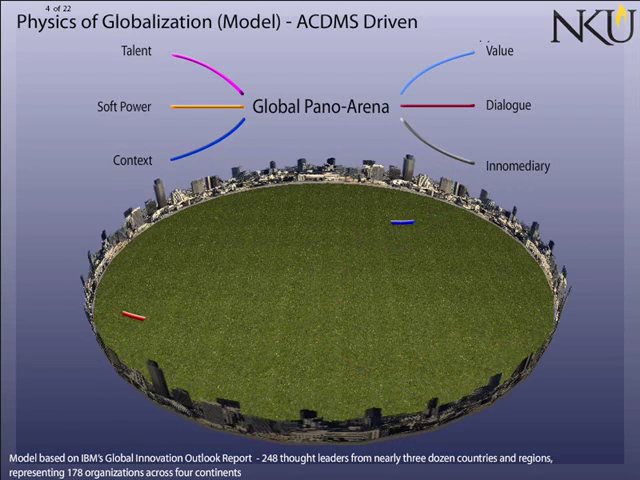 4 of 22
Physics of Globalization (Model) - ACDMS Driven
NKU
Talent
Value
Soft Power
Global Pano-Arena
Dialogue
Context
Innomediary
Model based on IBM's Global Innovation Outlook Report - 248 thought leaders from nearly three dozen countries and regions,
representing 178 organizations across four continents